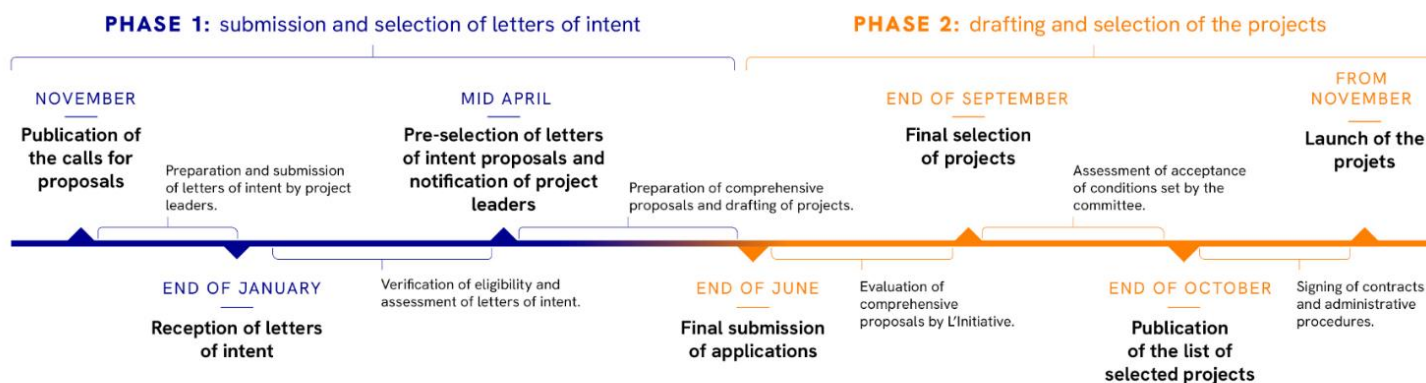 PHASE 1: submission and selection of letters of intent
PHASE 2: drafting and selection of the projects
NOVEMBER
Publication of
the calls for
proposals
Preparation and submission
of letters of intent by project
leaders.
END OF JANUARY
Reception of letters
of intent
Verification of eligibility and
assessment of letters of intent.
MID APRIL
Pre-selection of letters
of intent proposals and
notification of project
leaders
Preparation of comprehensive
proposals and drafting of projects.
END OF JUNE
Final submission
of applications
Evaluation of
comprehensive
proposals by L'Initiative.
END OF SEPTEMBER
Final selection
of projects
Assessment of acceptance
of conditions set by the
committee.
END OF OCTOBER
Publication
of the list of
selected projects
Signing of contracts
and administrative
procedures.
FROM
NOVEMBER
Launch of the
projets